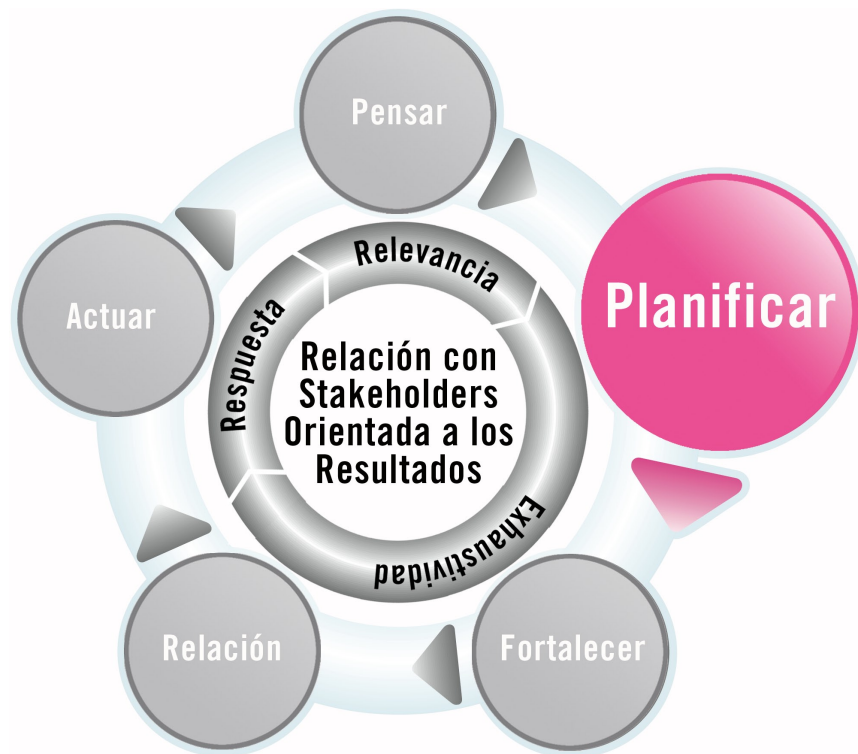 Pensar
Planificar
Fortalecer
Relación
Actuar
Relevancia
Exhaustividad
Respuesta
Relación con
Stakeholders
Orientada a los
Resultados